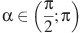 α ∈ (π/2; π)